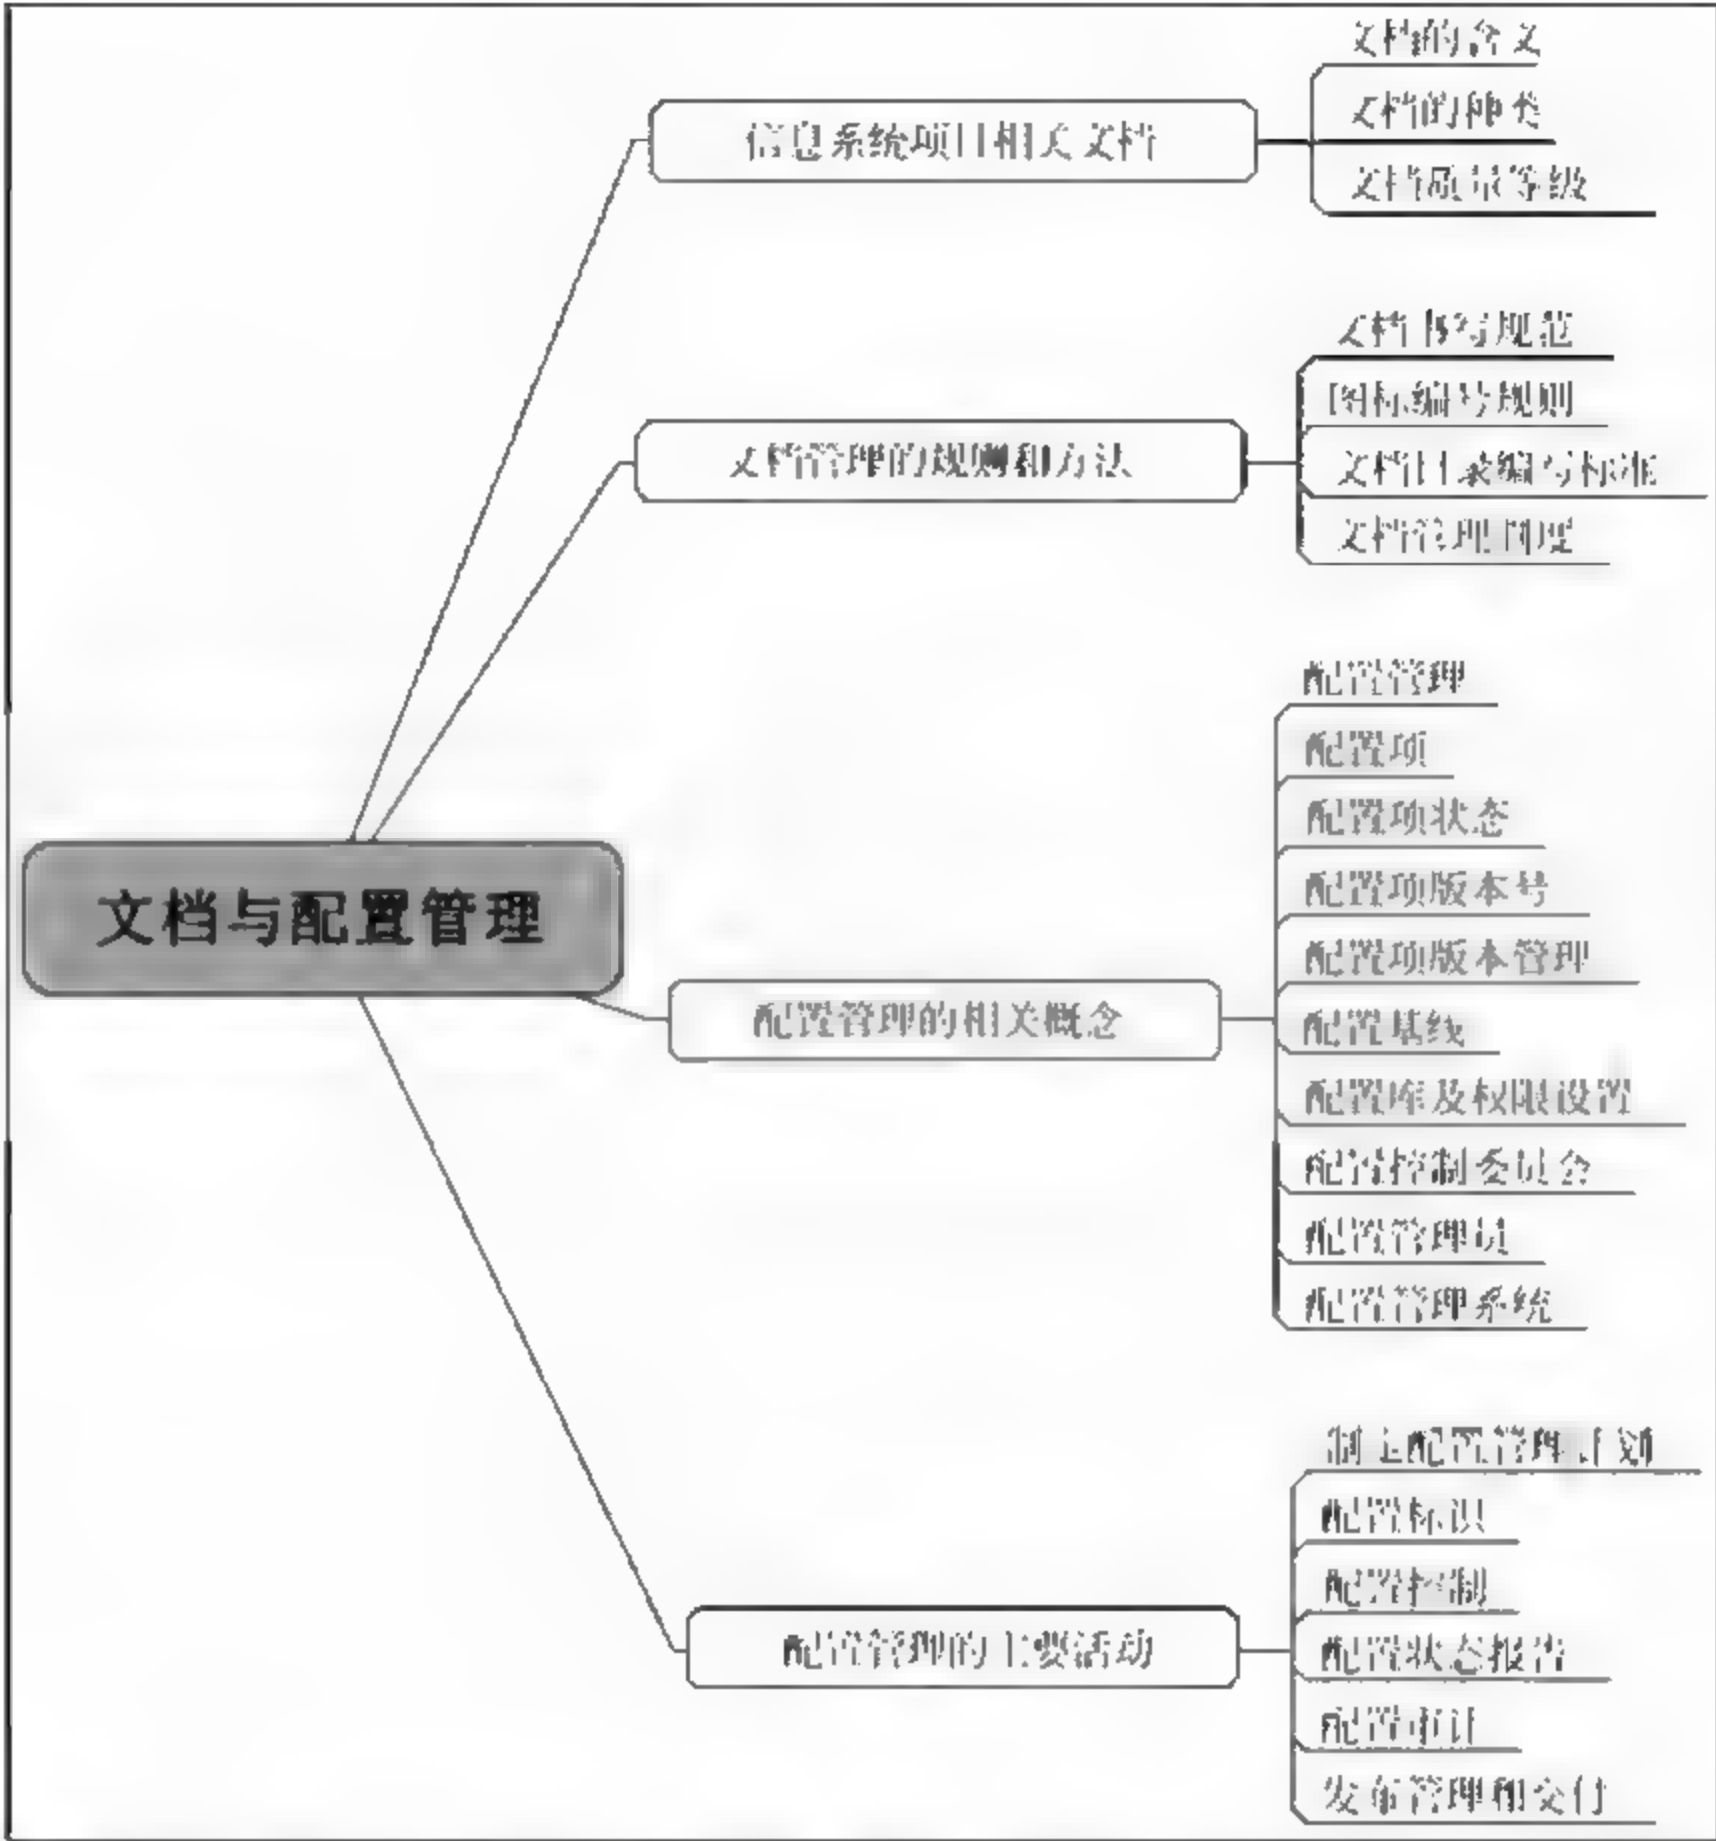 文档与配置管理
信息系统项目相关文档
文档的含义
文档的种类
文档质量等级
文档管理的规则和方法
文档书写规范
图标编号规则
文档目录编写标准
文档管理制度
配置管理的相关概念
配置管理
配置项
配置项状态
配置项版本号
配置项版本管理
配置基线
配置库及权限设置
配置控制委员会
配置管理员
配置管理系统
配置管理的主要活动
制定配置管理计划
配置标识
配置控制
配置状态报告
配置审计
发布管理和交付